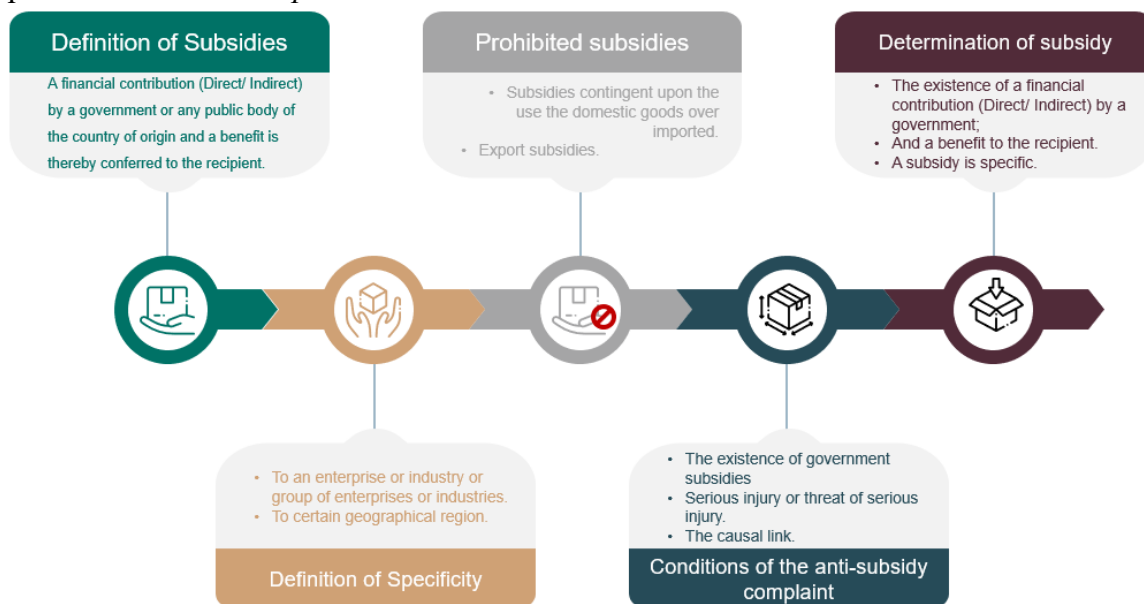 Definition of Subsidies
A financial contribution (Direct/ Indirect)
by a government or any public body of
the country of origin and a benefit is
thereby conferred to the recipient.
Prohibited subsidies
• Subsidies contingent upon the
use the domestic goods over
imported.
• Export subsidies.
Determination of subsidy
• The existence of a financial
contribution (Direct/ Indirect) by a
government;
• And a benefit to the recipient.
• A subsidy is specific.
• To an enterprise or industry or
group of enterprises or industries.
• To certain geographical region.
Definition of Specificity
• The existence of government
subsidies
• Serious injury or threat of serious
injury.
• The causal link.
Conditions of the anti-subsidy
complaint